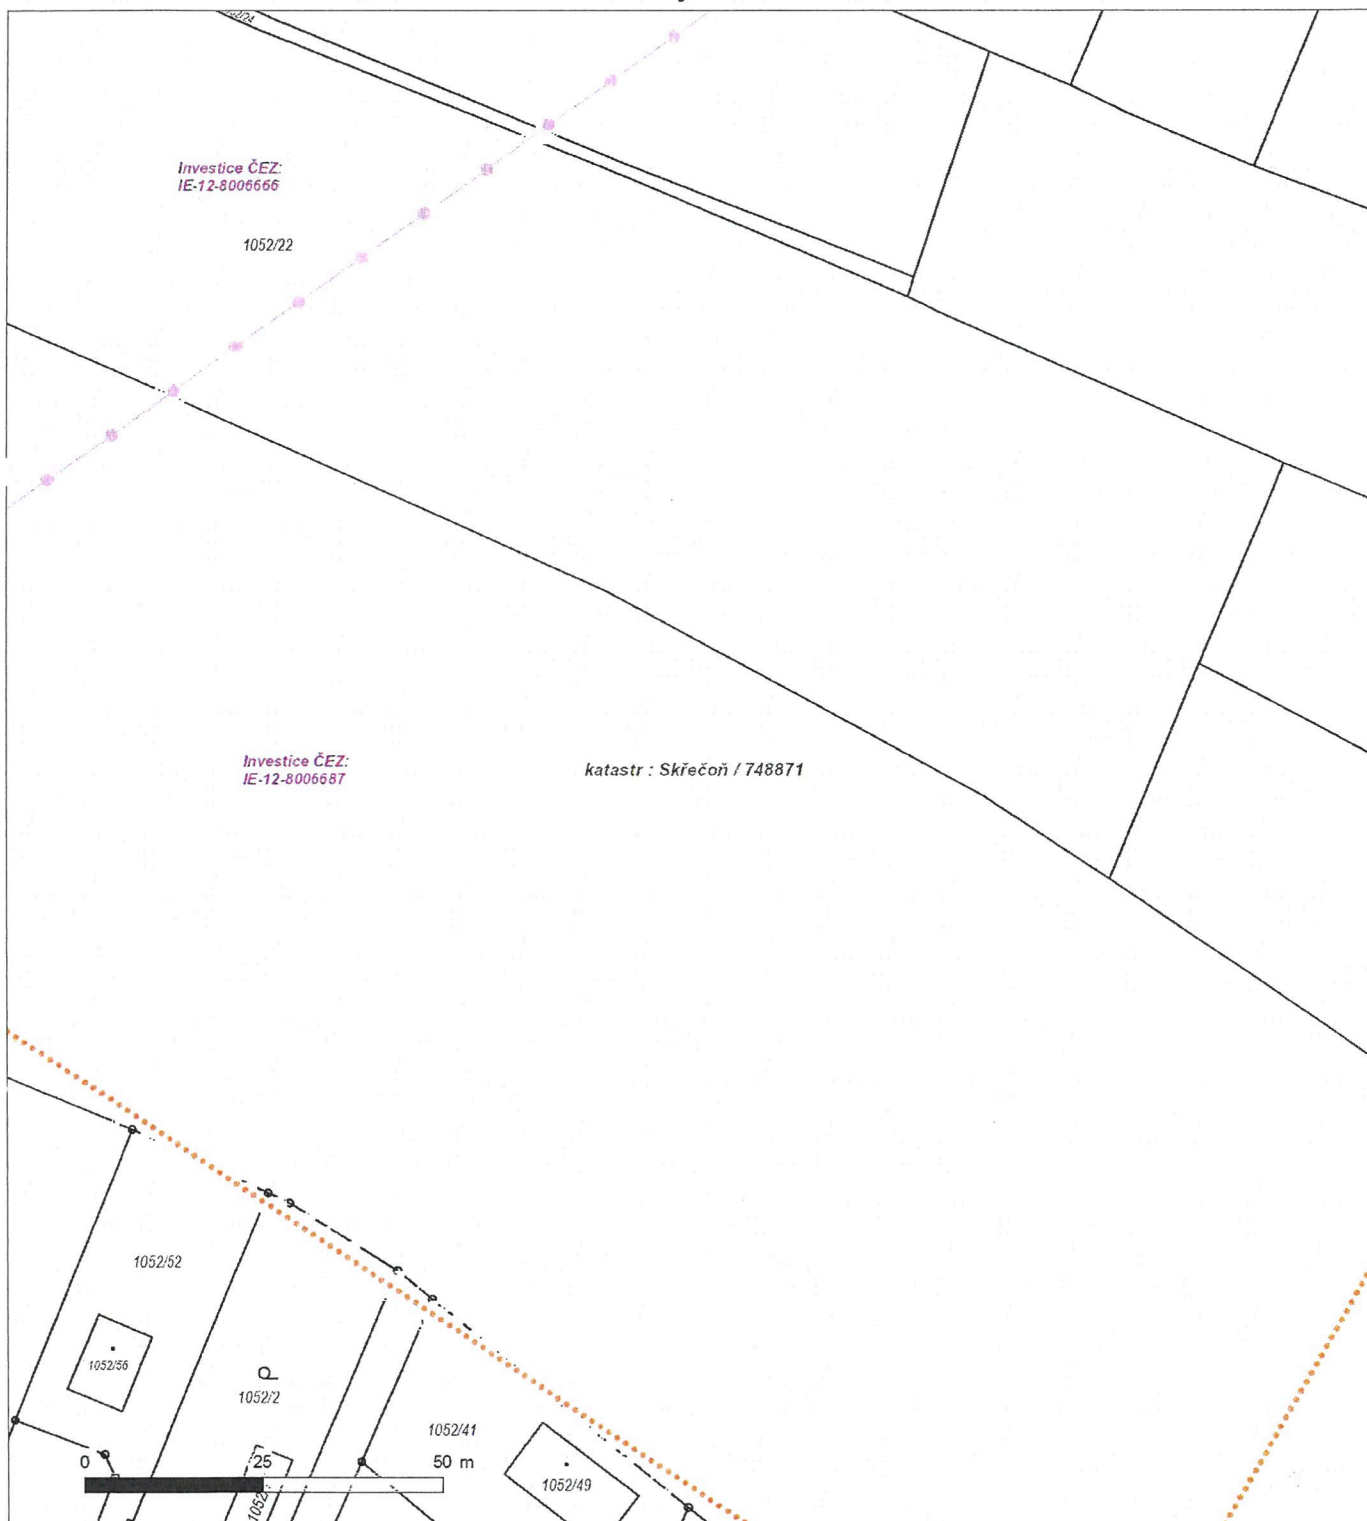 Investice ČEZ:
IE-12-8006666
1052/22
Investice ČEZ:
IE-12-8006687
katastr : Skřečoň / 748871
1052/52
1052/56
1052/2
1052/41
0 25 50 m
1052/49